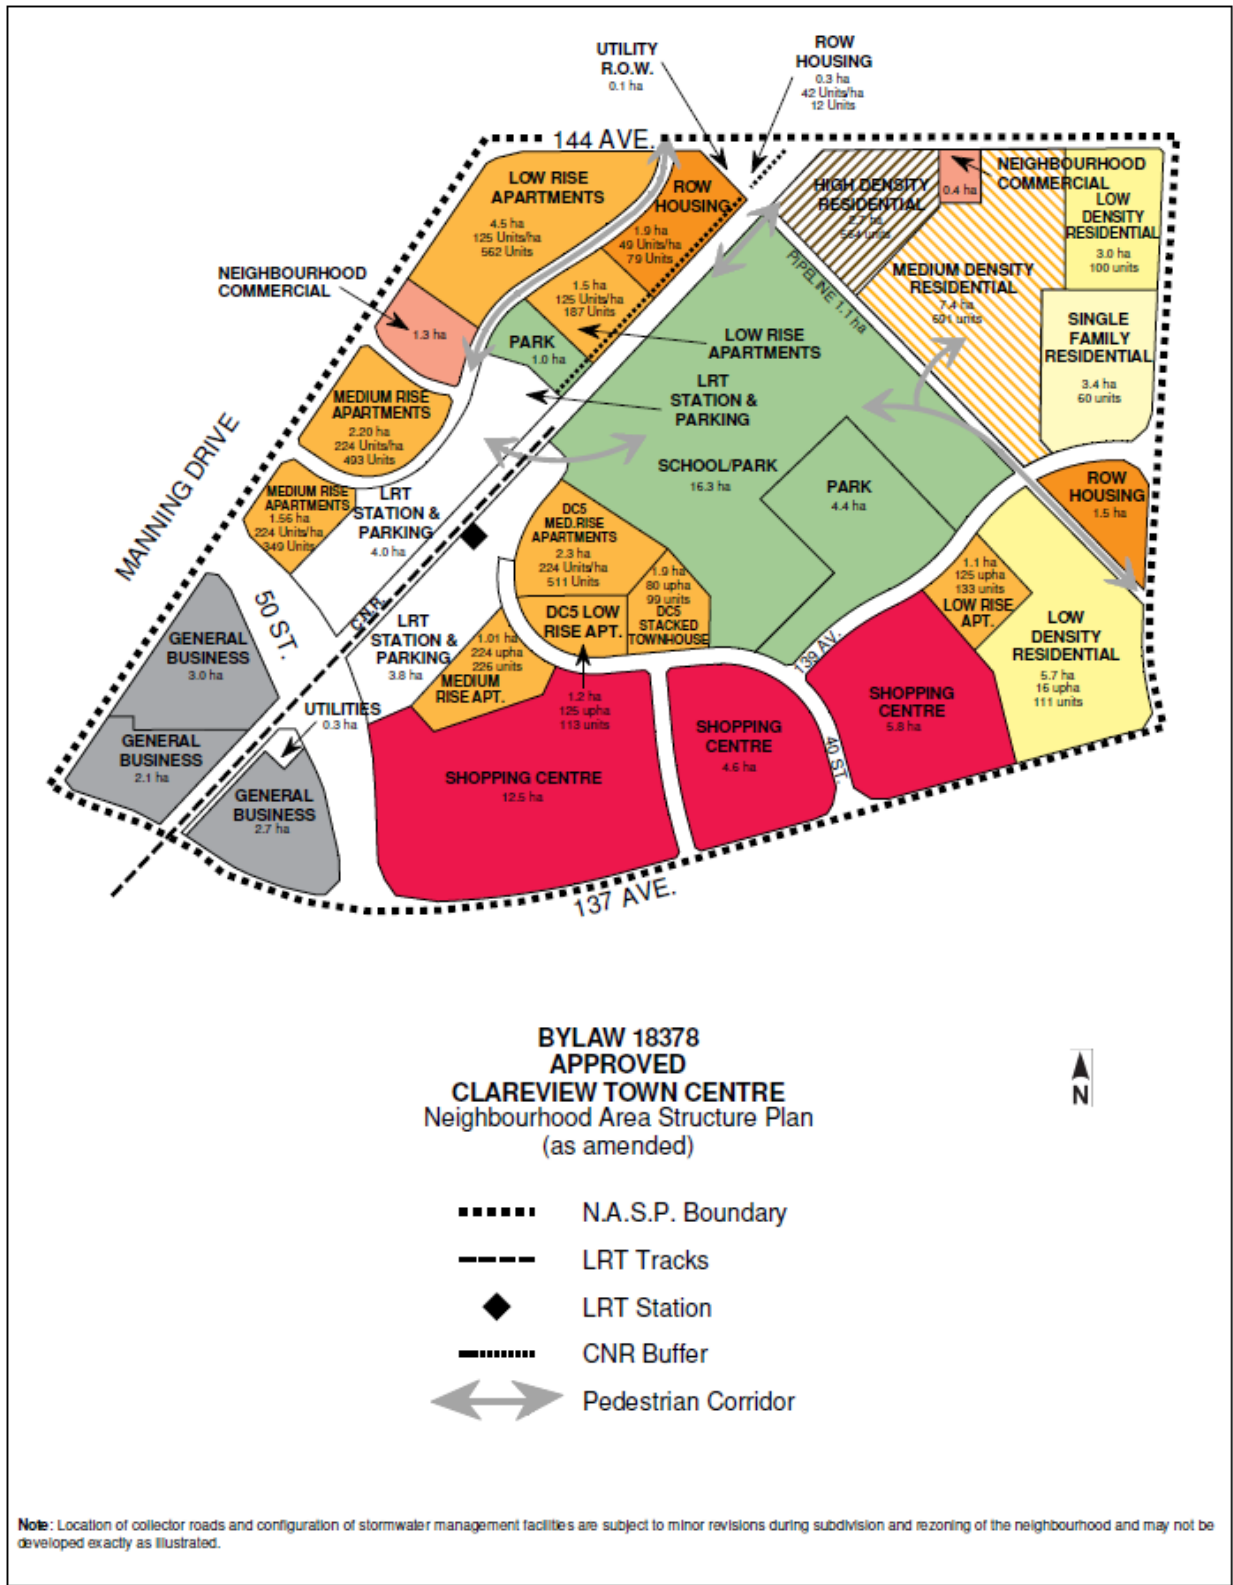 UTILITY
R.O.W.
0.1 ha
ROW
HOUSING
0.3 ha
42 Units/ha
12 Units
144 AVE.
LOW RISE
APARTMENTS
4.5 ha
125 Units/ha
562 Units
ROW
HOUSING
1.9 ha
49 Units/ha
79 Units
HIGH DENSITY
RESIDENTIAL
2.7 ha
564 units
0.4 ha
NEIGHBOURHOOD
COMMERCIAL
LOW
DENSITY
RESIDENTIAL
3.0 ha
100 units
NEIGHBOURHOOD
COMMERCIAL
1.3 ha
1.5 ha
125 Units/ha
187 Units
PARK
1.0 ha
LOW RISE
APARTMENTS
PIPELINE 1.1 ha
MEDIUM DENSITY
RESIDENTIAL
7.4 ha
691 units
SINGLE
FAMILY
RESIDENTIAL
3.4 ha
60 units
MEDIUM RISE
APARTMENTS
2.20 ha
224 Units/ha
493 Units
LRT
STATION &
PARKING
MANNING DRIVE
SCHOOL/PARK
16.3 ha
PARK
4.4 ha
ROW
HOUSING
1.5 ha
MEDIUM RISE
APARTMENTS
1.56 ha
224 Units/ha
349 Units
LRT
STATION &
PARKING
4.0 ha
DC5
MED.RISE
APARTMENTS
2.3 ha
224 Units/ha
511 Units
1.9 ha
80 upha
99 units
DC5
STACKED
TOWNHOUSE
1.1 ha
125 upha
133 units
LOW RISE
APT.
50 ST.
C.N.R.
LRT
STATION &
PARKING
3.8 ha
DC5 LOW
RISE APT.
1.2 ha
125 upha
113 units
1.01 ha
224 upha
226 units
MEDIUM
RISE APT.
139 AV.
LOW
DENSITY
RESIDENTIAL
5.7 ha
16 upha
111 units
GENERAL
BUSINESS
3.0 ha
UTILITIES
0.3 ha
GENERAL
BUSINESS
2.1 ha
GENERAL
BUSINESS
2.7 ha
SHOPPING CENTRE
12.5 ha
SHOPPING
CENTRE
4.6 ha
SHOPPING
CENTRE
5.8 ha
40 ST.
137 AVE.
BYLAW 18378
APPROVED
CLAREVIEW TOWN CENTRE
Neighbourhood Area Structure Plan
(as amended)
N
N.A.S.P. Boundary
LRT Tracks
LRT Station
CNR Buffer
Pedestrian Corridor
Note: Location of collector roads and configuration of stormwater management facilities are subject to minor revisions during subdivision and rezoning of the neighbourhood and may not be
developed exactly as illustrated.